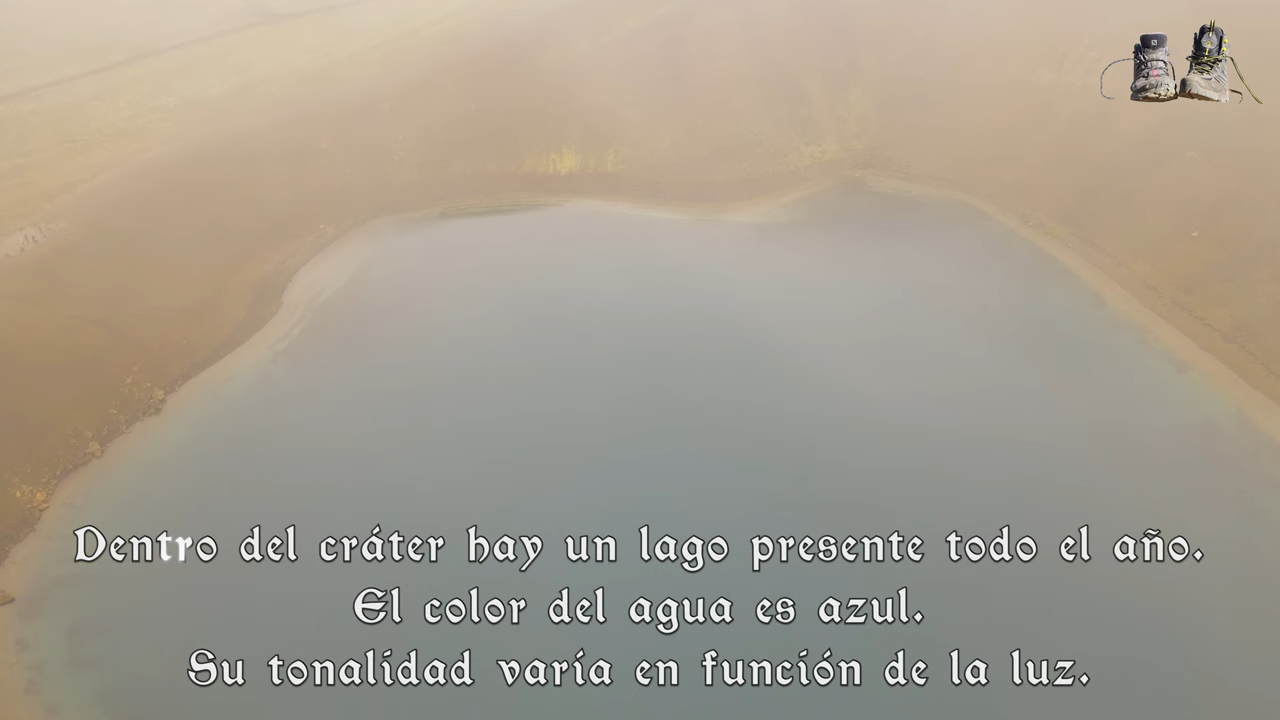 Dentro del cráter hay un lago presente todo el año.
El color del agua es azul.
Su tonalidad varía en función de la luz.